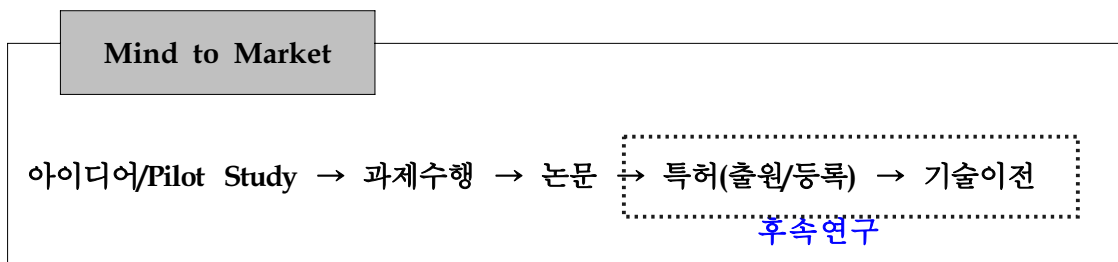 Mind to Market
아이디어/Pilot Study → 과제수행 → 논문 → 특허(출원/등록) → 기술이전
후속연구